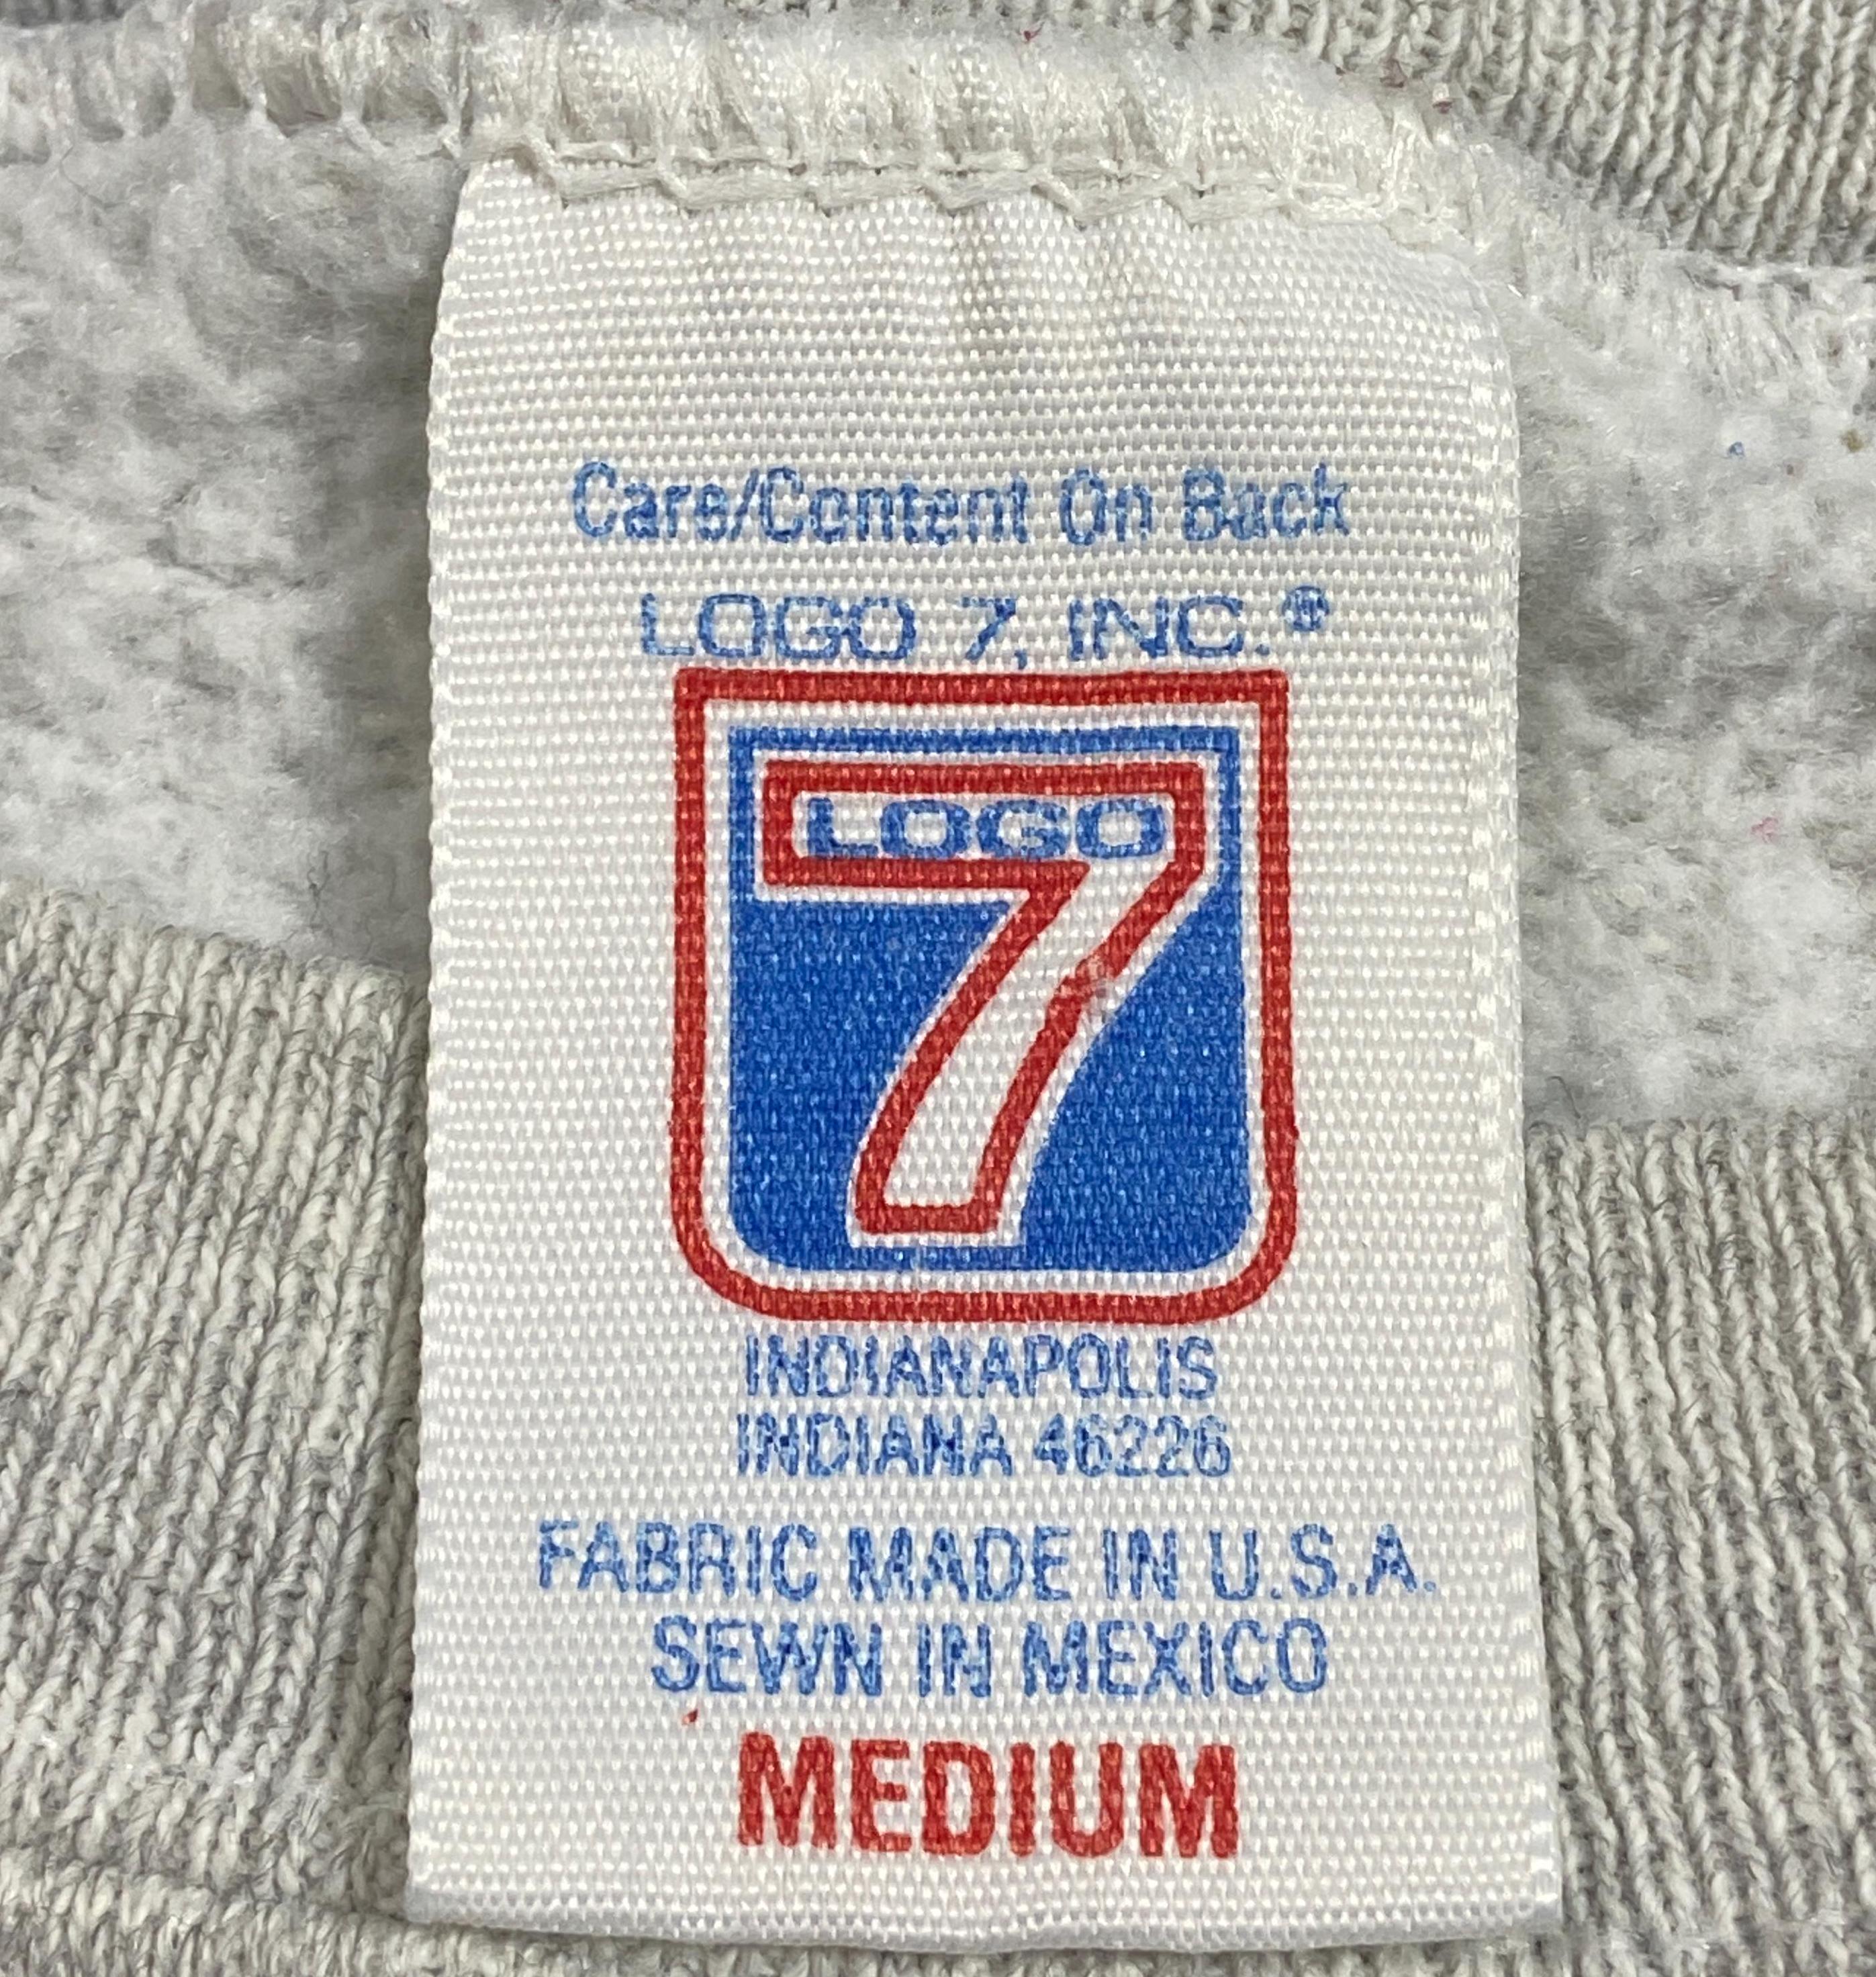 Care/Content On Back
LOGO 7, INC.®
LOGO
7
INDIANAPOLIS
INDIANA 46226
FABRIC MADE IN U.S.A.
SEWN IN MEXICO
MEDIUM